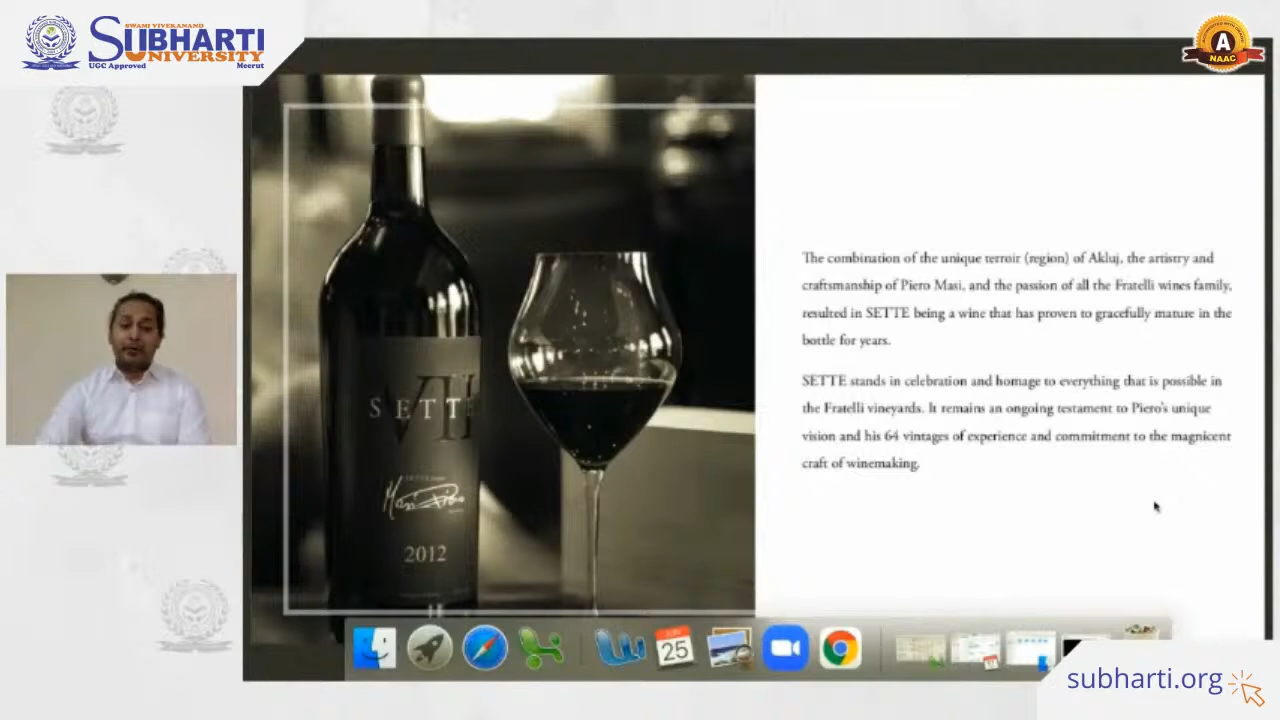 SWAMI VIVEKANAND
SUBHARTI
UNIVERSITY
UGC Approved Meerut
A
NAAC
The combination of the unique terroir (region) of Akluj, the artistry and
craftsmanship of Piero Masi, and the passion of all the Fratelli wines family,
resulted in SETTE being a wine that has proven to gracefully mature in the
bottle for years.
SETTE stands in celebration and homage to everything that is possible in
the Fratelli vineyards. It remains an ongoing testament to Piero's unique
vision and his 64 vintages of experience and commitment to the magnicent
craft of winemaking.
VII
SETTE
Masi Piero
2012
25
subharti.org